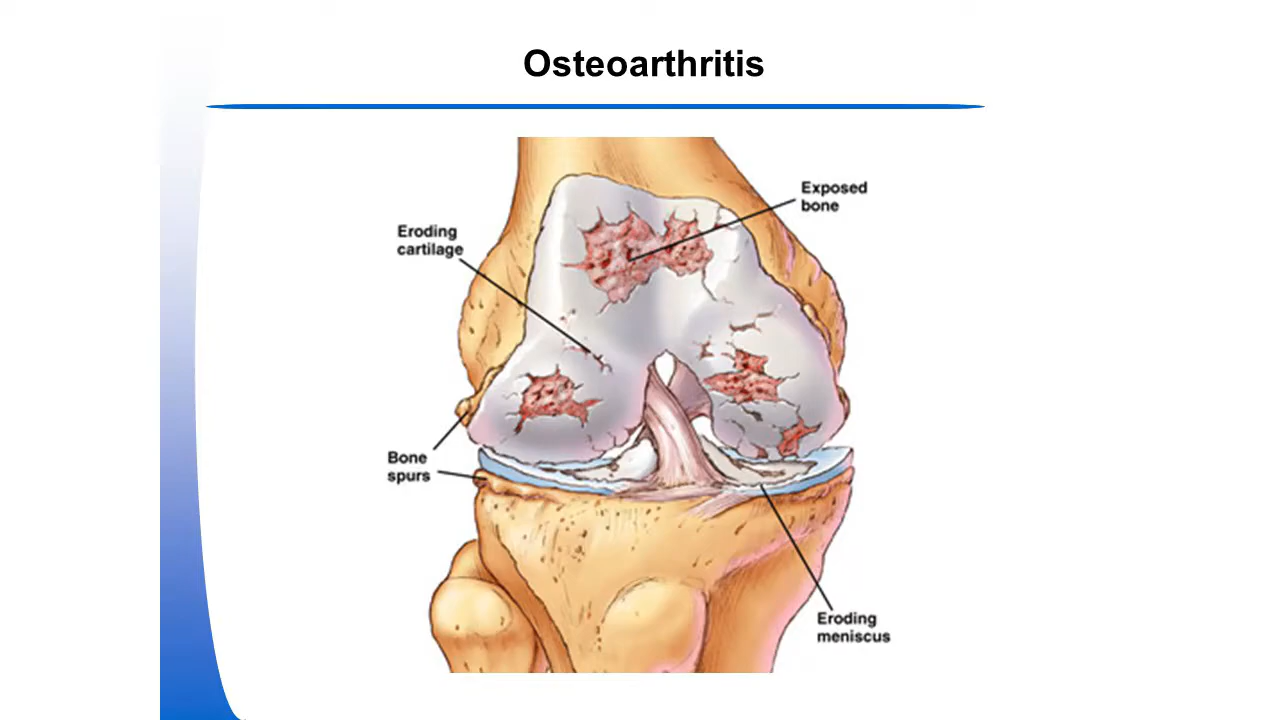 Osteoarthritis
Exposed
bone
Eroding
cartilage
Bone
spurs
Eroding
meniscus